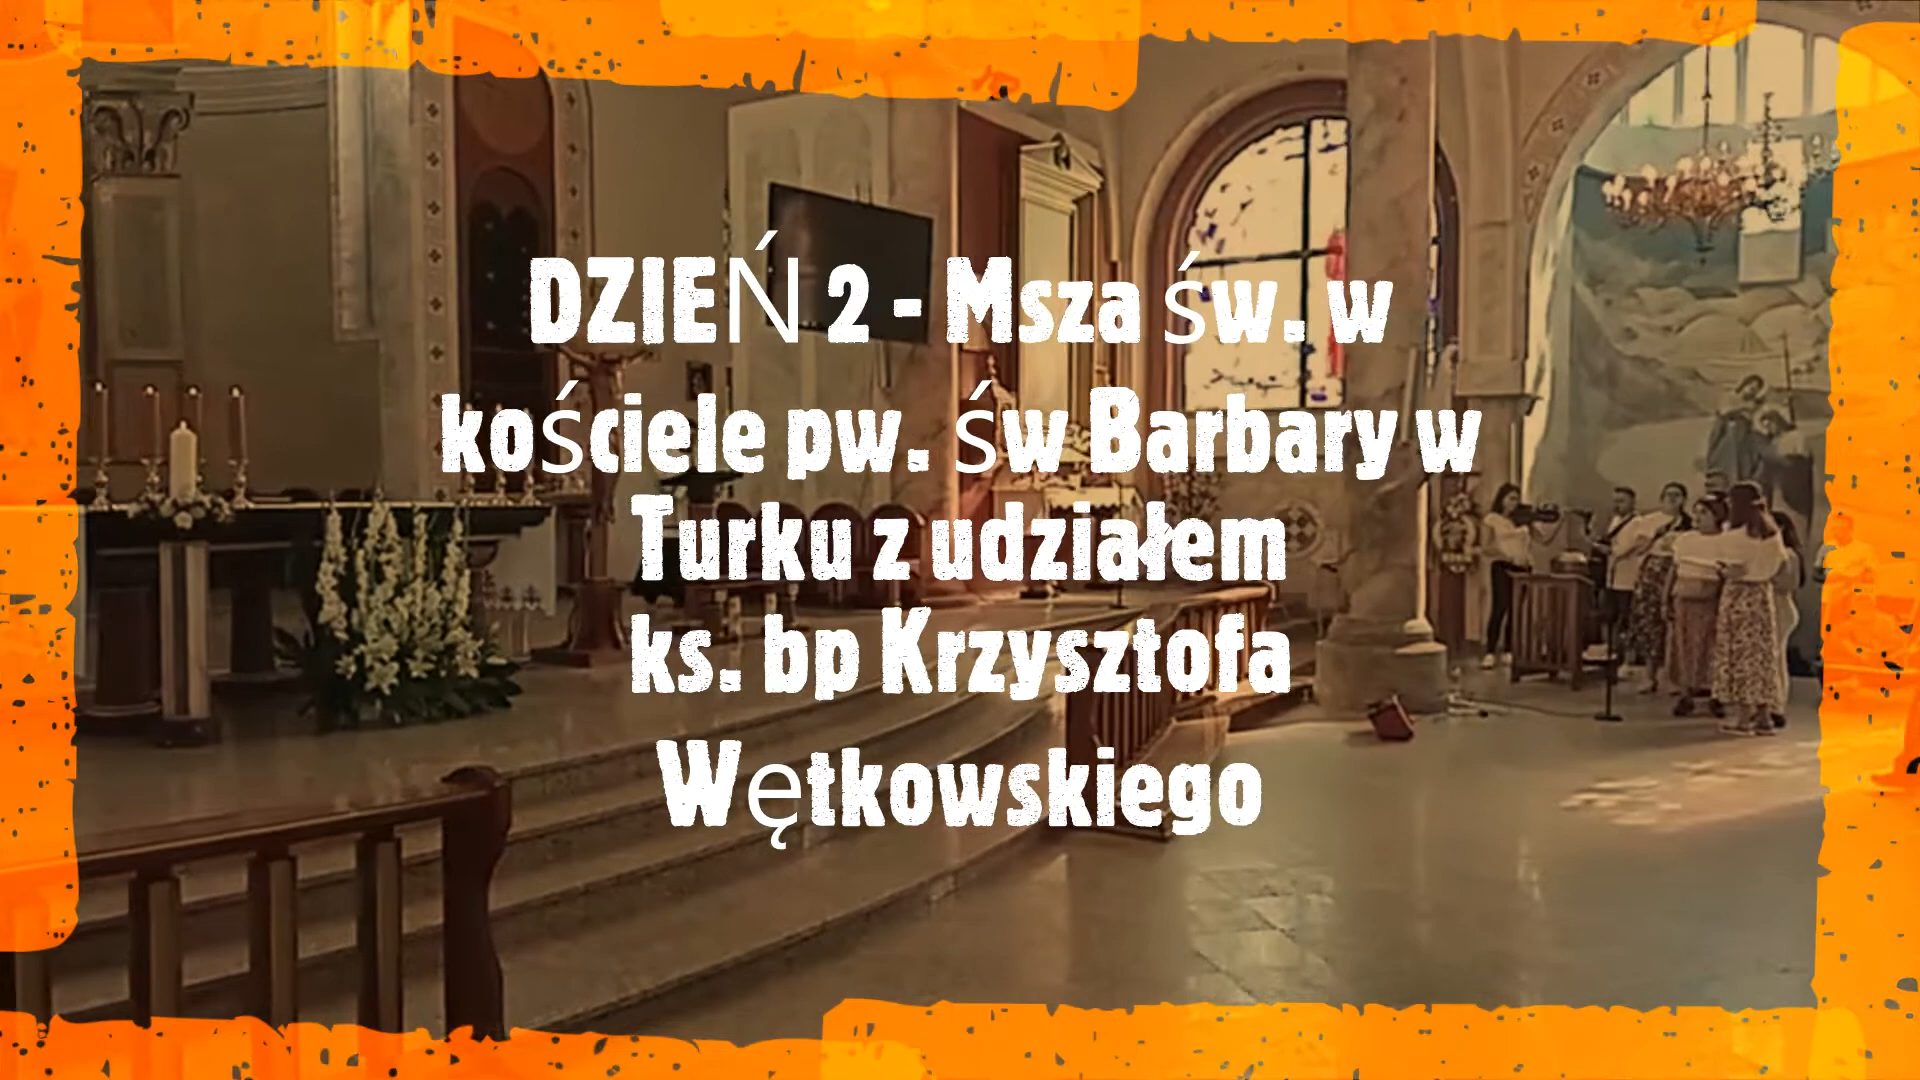 DZIEŃ 2 - Msza św. w
kościele pw. św Barbary w
Turku z udziałem
ks. bp Krzysztofa
Wętkowskiego